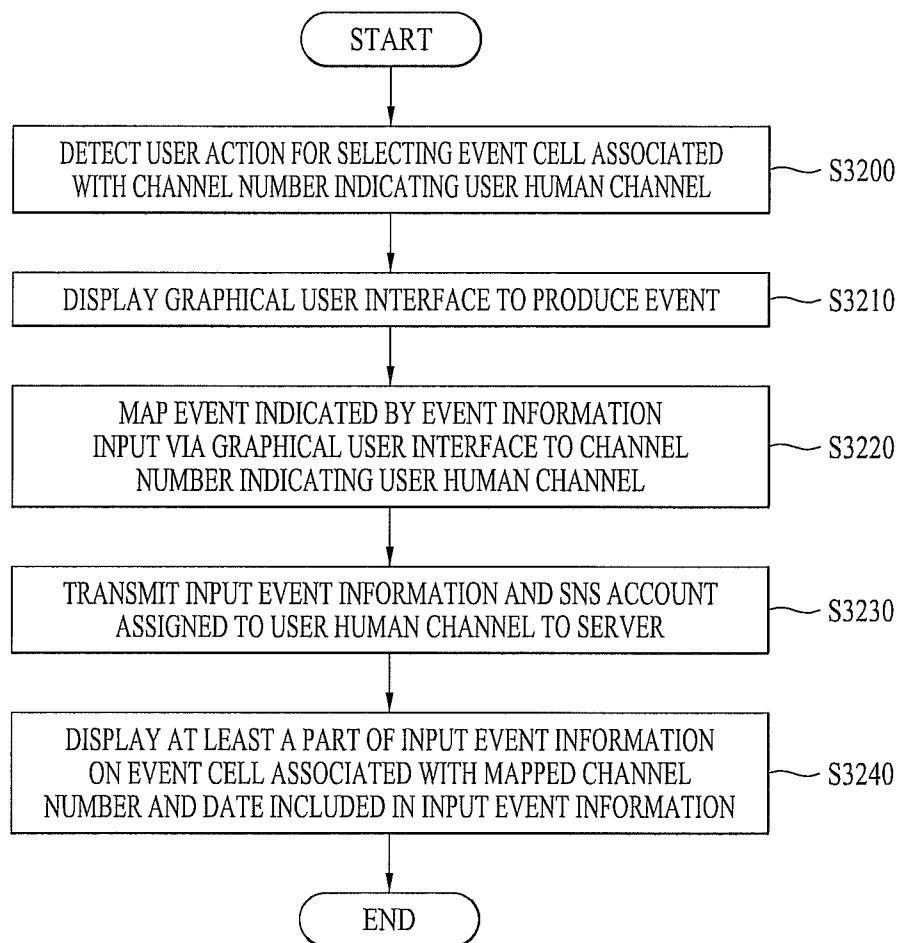 START
DETECT USER ACTION FOR SELECTING EVENT CELL ASSOCIATED
WITH CHANNEL NUMBER INDICATING USER HUMAN CHANNEL
S3200
DISPLAY GRAPHICAL USER INTERFACE TO PRODUCE EVENT
S3210
MAP EVENT INDICATED BY EVENT INFORMATION
INPUT VIA GRAPHICAL USER INTERFACE TO CHANNEL
NUMBER INDICATING USER HUMAN CHANNEL
S3220
TRANSMIT INPUT EVENT INFORMATION AND SNS ACCOUNT
ASSIGNED TO USER HUMAN CHANNEL TO SERVER
S3230
DISPLAY AT LEAST A PART OF INPUT EVENT INFORMATION
ON EVENT CELL ASSOCIATED WITH MAPPED CHANNEL
NUMBER AND DATE INCLUDED IN INPUT EVENT INFORMATION
S3240
END